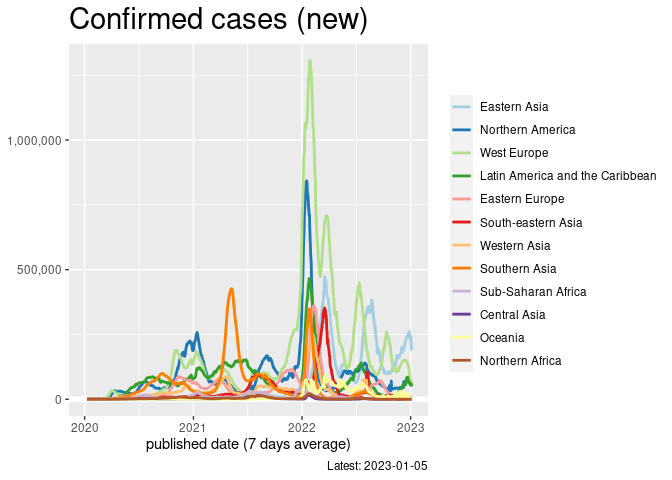 Confirmed cases (new)
1,000,000
500,000
0
2020
2021
2022
2023
published date (7 days average)
Latest: 2023-01-05
Eastern Asia
Northern America
West Europe
Latin America and the Caribbean
Eastern Europe
South-eastern Asia
Western Asia
Southern Asia
Sub-Saharan Africa
Central Asia
Oceania
Northern Africa